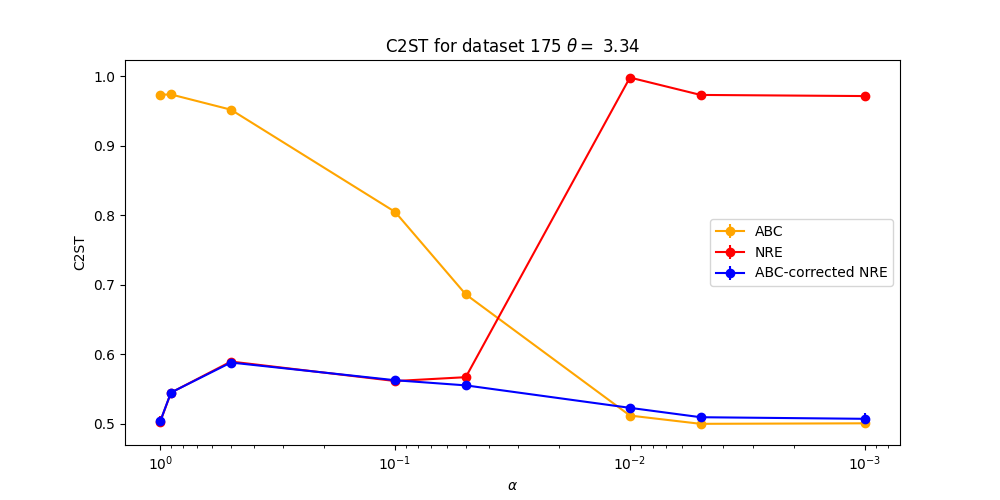 C2ST for dataset 175 θ = 3.34
C2ST
1.0
0.9
0.8
0.7
0.6
0.5
ABC
NRE
ABC-corrected NRE
10⁰
10⁻¹
10⁻²
10⁻³
α